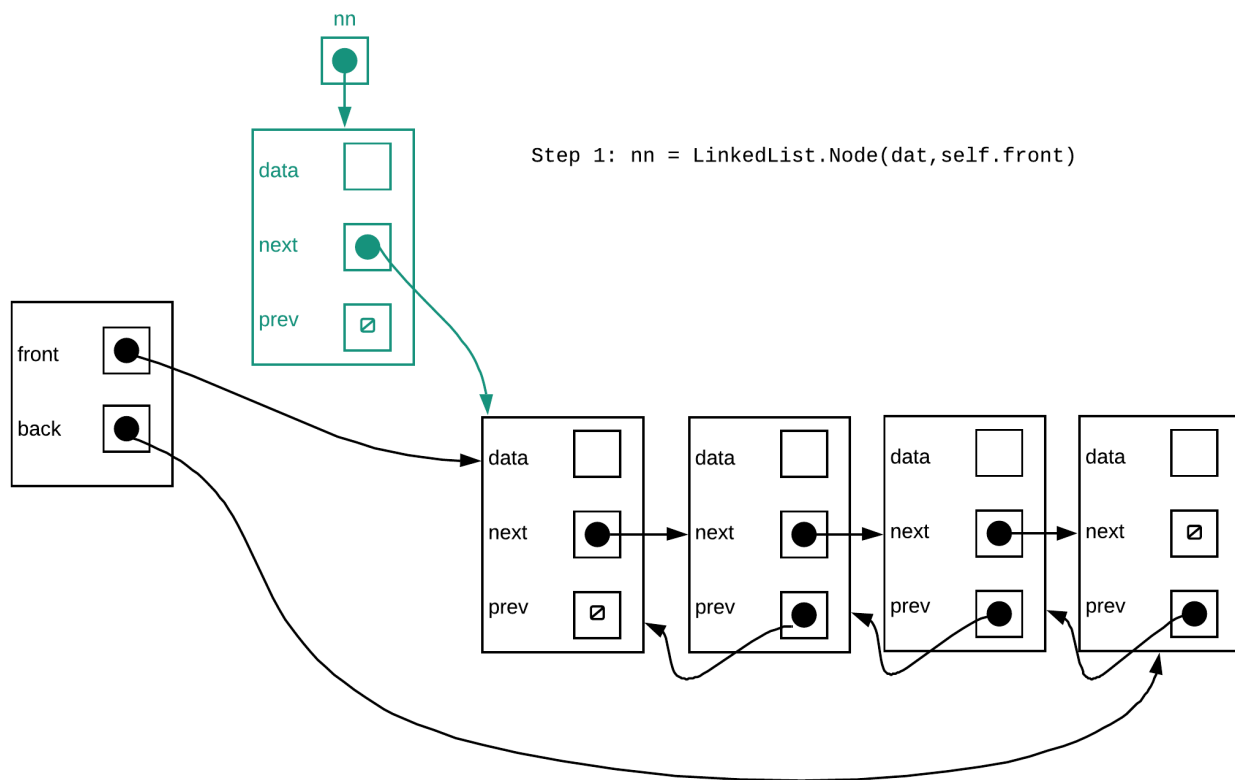 nn
Step 1: nn = LinkedList.Node(dat,self.front)
data
next
prev
front
back
data
next
prev
data
next
prev
data
next
prev
data
next
prev